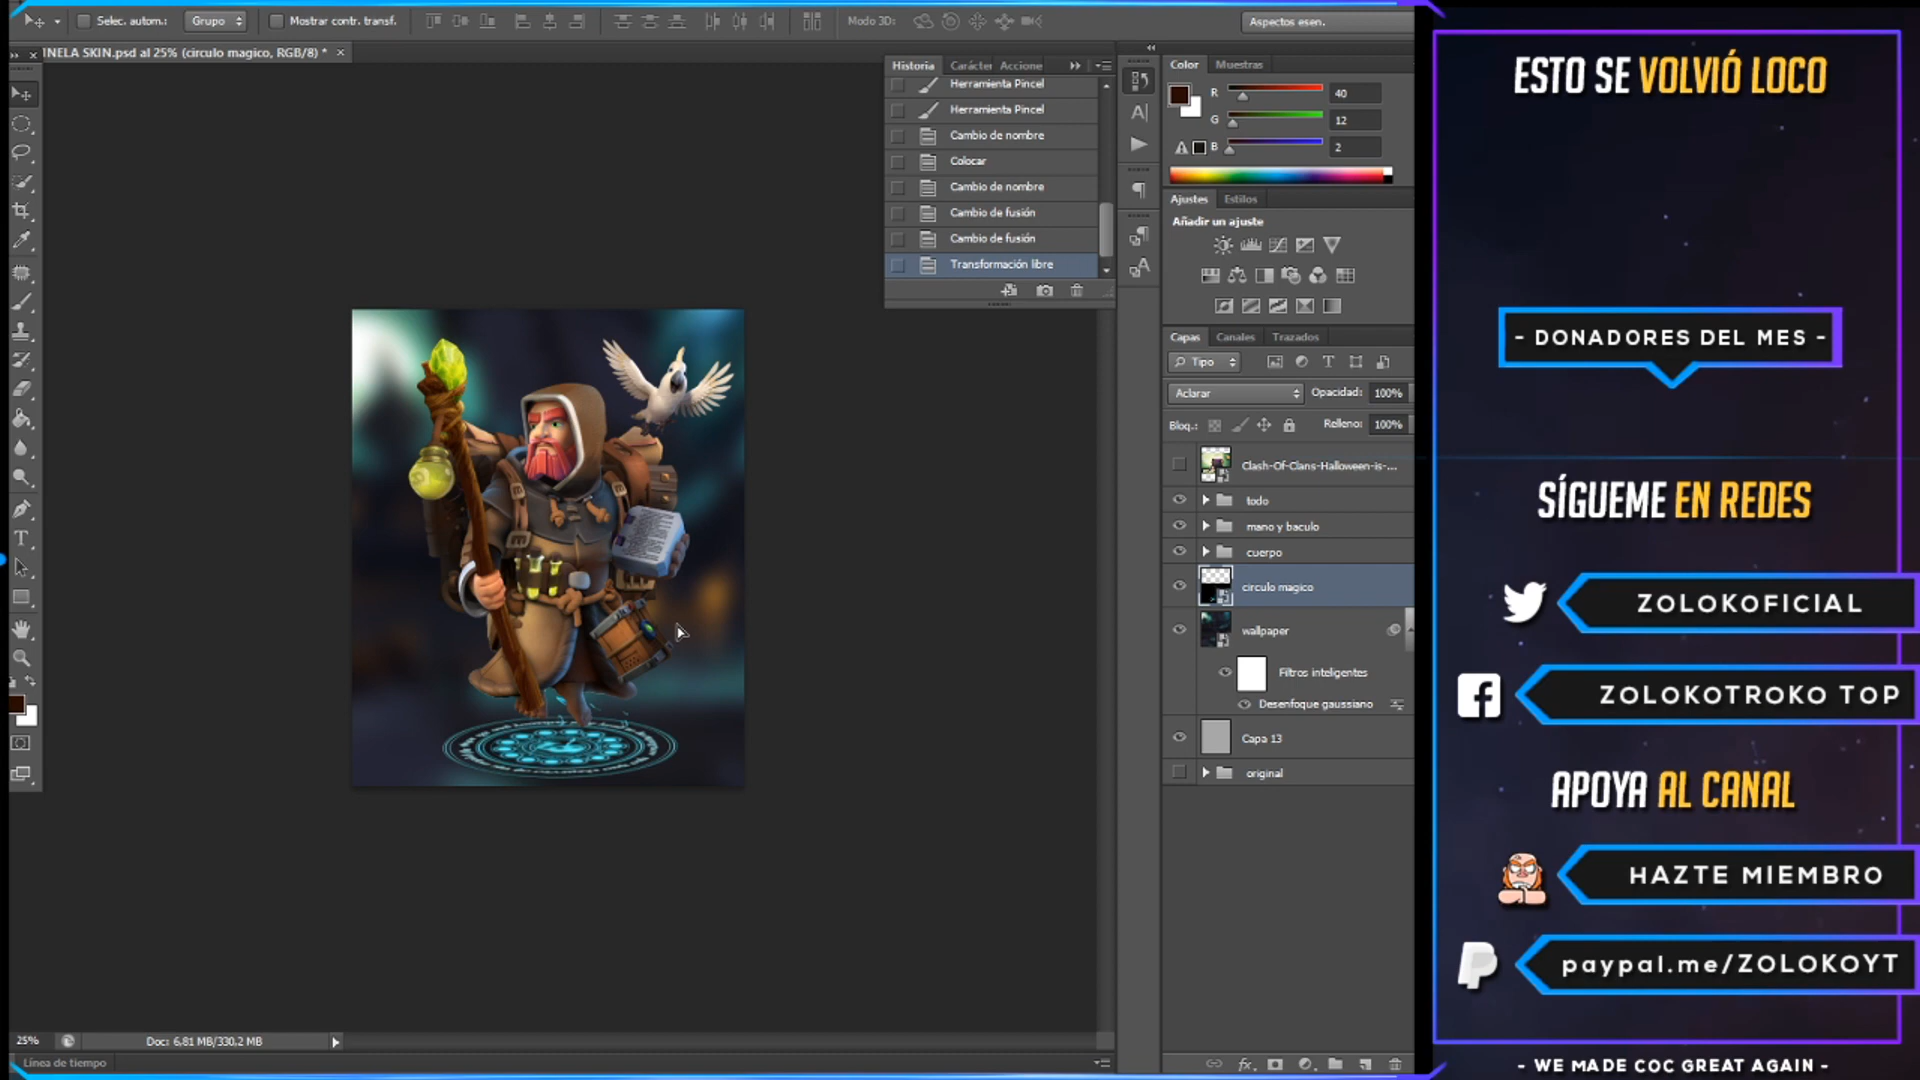 Selec. autom.: Grupo Mostrar contr. transf. Modo 3D: Aspectos esen.
INELA SKIN.psd al 25% (circulo magico, RGB/8) *
Historia Carácter Accione
Herramienta Pincel
Herramienta Pincel
Cambio de nombre
Colocar
Cambio de nombre
Cambio de fusión
Cambio de fusión
Transformación libre
Color Muestras
R 40
G 12
B 2
Ajustes Estilos
Añadir un ajuste
Capas Canales Trazados
Tipo
Aclarar Opacidad: 100%
Bloq.: Relleno: 100%
Clash-Of-Clans-Halloween-is-...
todo
mano y baculo
cuerpo
circulo magico
wallpaper
Filtros inteligentes
Desenfoque gaussiano
Capa 13
original
25% Doc: 6,81 MB/330,2 MB
Línea de tiempo
ESTO SE VOLVIÓ LOCO
- DONADORES DEL MES -
SÍGUEME EN REDES
ZOLOKOFICIAL
ZOLOKOTROKO TOP
APOYA AL CANAL
HAZTE MIEMBRO
paypal.me/ZOLOKOYT
- WE MADE COC GREAT AGAIN -